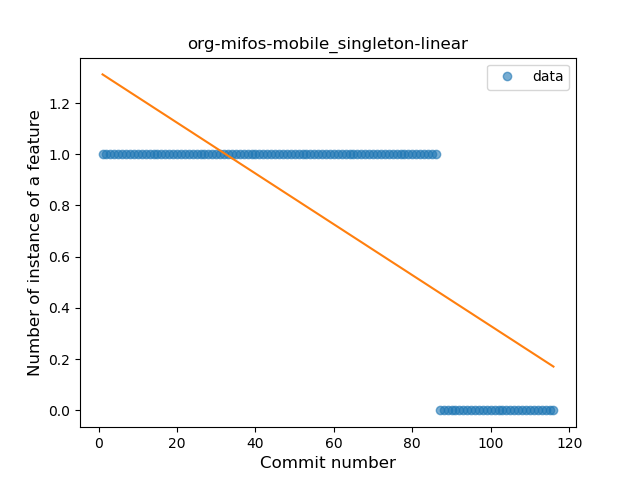 org-mifos-mobile_singleton-linear
data
Number of instance of a feature
1.2
1.0
0.8
0.6
0.4
0.2
0.0
0 20 40 60 80 100 120
Commit number